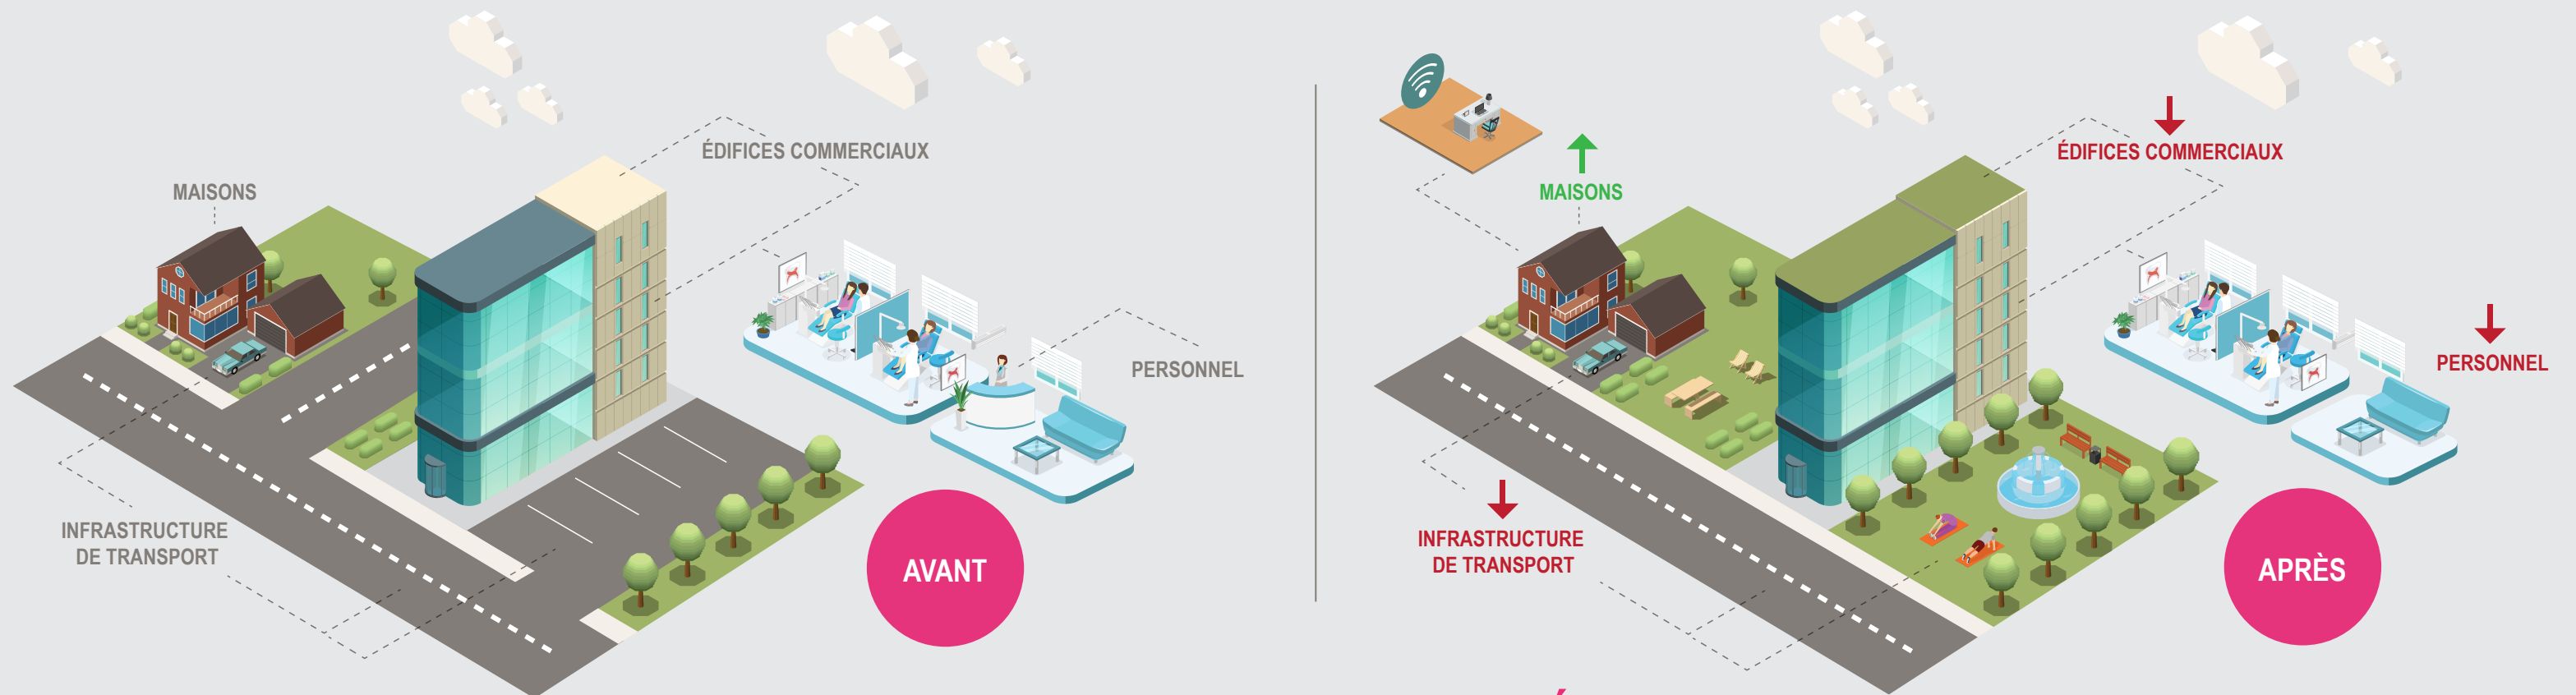 MAISONS
ÉDIFICES COMMERCIAUX
PERSONNEL
INFRASTRUCTURE
DE TRANSPORT
AVANT
MAISONS
ÉDIFICES COMMERCIAUX
PERSONNEL
INFRASTRUCTURE
DE TRANSPORT
APRÈS